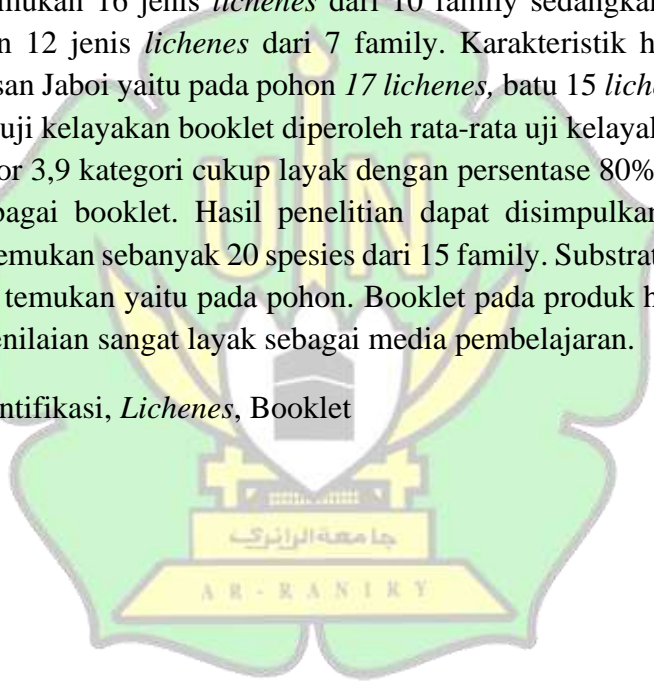 mukan 16 jenis lichenes dari 10 family sedangka
n 12 jenis lichenes dari 7 family. Karakteristik h
san Jaboi yaitu pada pohon 17 lichenes, batu 15 liche
uji kelayakan booklet diperoleh rata-rata uji kelayak
or 3,9 kategori cukup layak dengan persentase 80%
bagai booklet. Hasil penelitian dapat disimpulkan
emukan sebanyak 20 spesies dari 15 family. Substrat
temukan yaitu pada pohon. Booklet pada produk h
enilaian sangat layak sebagai media pembelajaran.
ntifikasi, Lichenes, Booklet
UIN
جامعة الرانري
AR-RANIRY